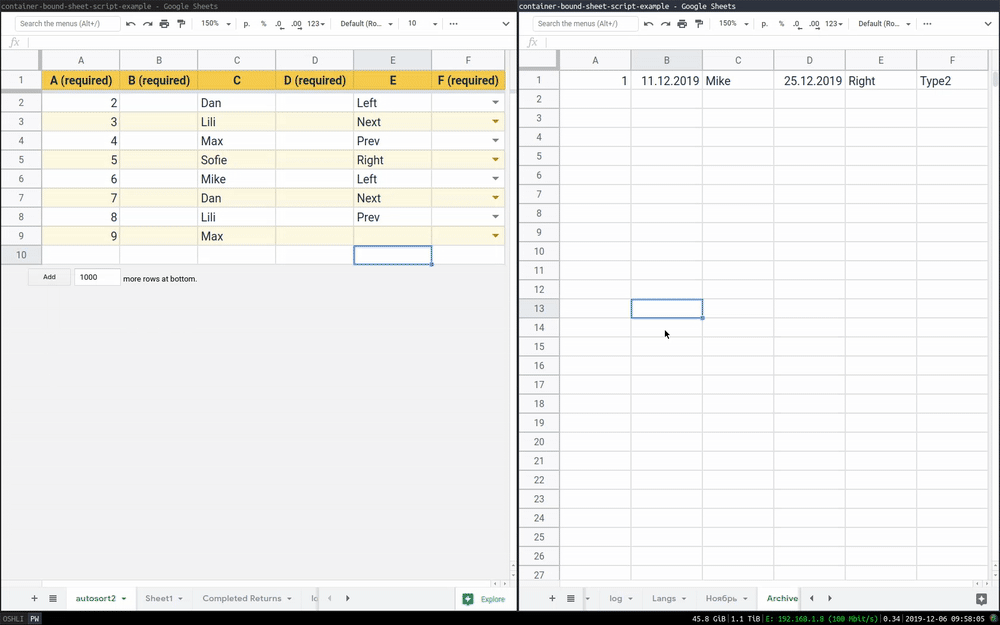 container-bound-sheet-script-example - Google Sheets
Search the menus (Alt+/) 150% р. % .0 .00 123 Default (Ro... 10
fx
A B C D E F
1 A (required) B (required) C D (required) E F (required)
2 2 Dan Left
3 3 Lili Next
4 4 Max Prev
5 5 Sofie Right
6 6 Mike Left
7 7 Dan Next
8 8 Lili Prev
9 9 Max
10
Add 1000 more rows at bottom.
autosort2 Sheet1 Completed Returns Explore
container-bound-sheet-script-example - Google Sheets
Search the menus (Alt+/) 150% р. % .0 .00 123 Default (Ro...
fx
A B C D E F
1 1 11.12.2019 Mike 25.12.2019 Right Type2
2
3
4
5
6
7
8
9
10
11
12
13
14
15
16
17
18
19
20
21
22
23
24
25
26
27
log Langs Ноябрь Archive
OSHLI PW 45.8 GiB|1.1 TiB|E: 192.168.1.8 (100 Mbit/s)|0.34|2019-12-06 09:58:05